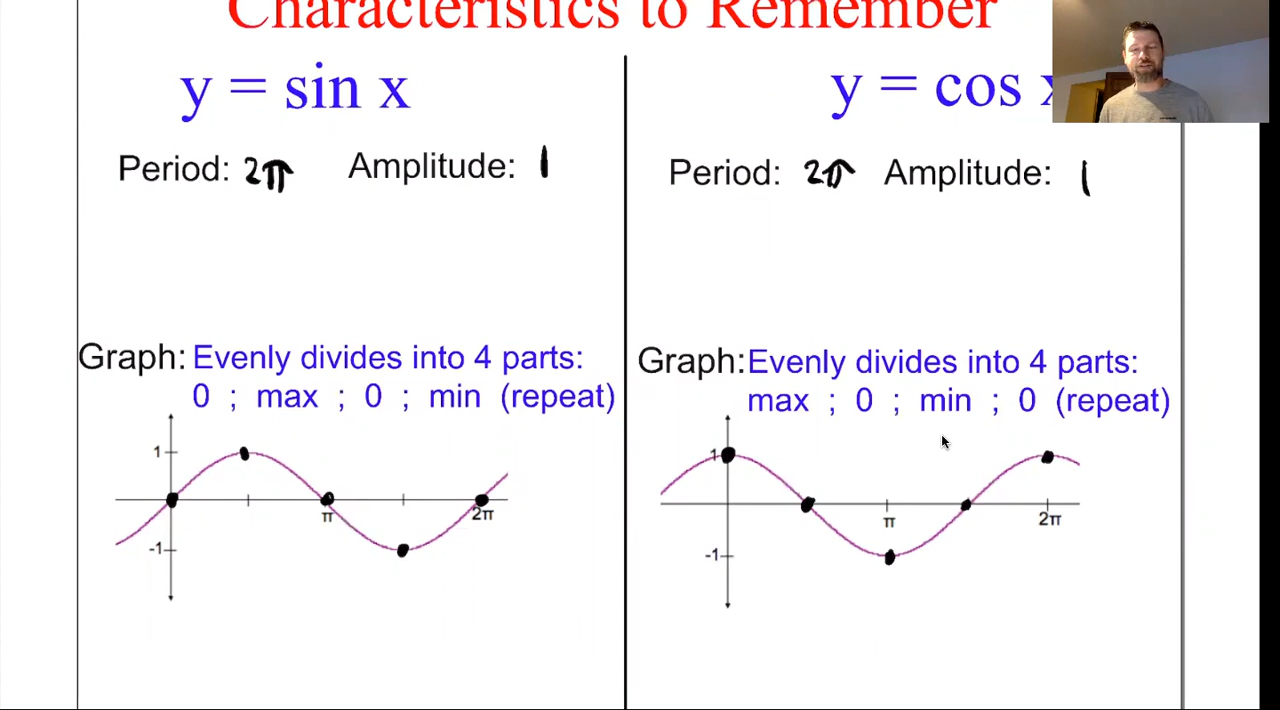 Characteristics to Remember
y = sin x
Period: 2π Amplitude: 1
Graph: Evenly divides into 4 parts:
0 ; max ; 0 ; min (repeat)
1
π
2π
-1
y = cos x
Period: 2π Amplitude: 1
Graph: Evenly divides into 4 parts:
max ; 0 ; min ; 0 (repeat)
1
π
2π
-1